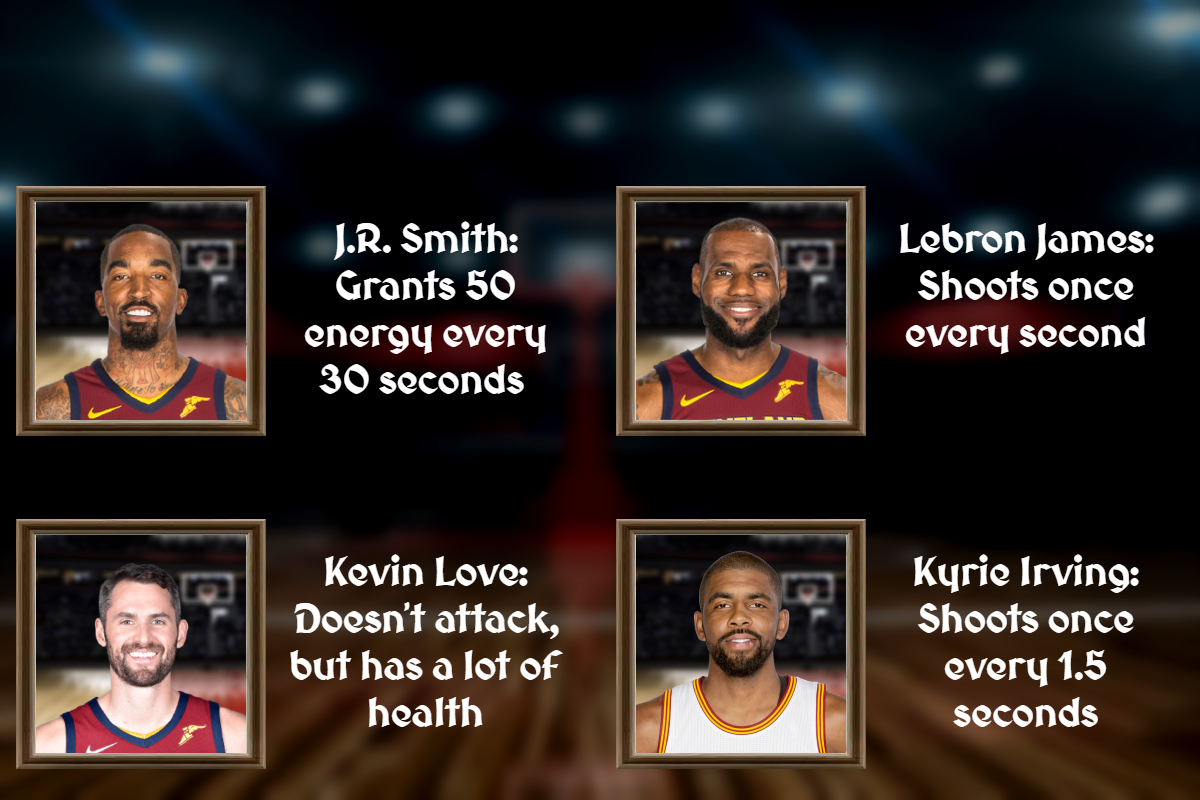 J.R. Smith:
Grants 50
energy every
30 seconds
Lebron James:
Shoots once
every second
Kevin Love:
Doesn't attack,
but has a lot of
health
Kyrie Irving:
Shoots once
every 1.5
seconds